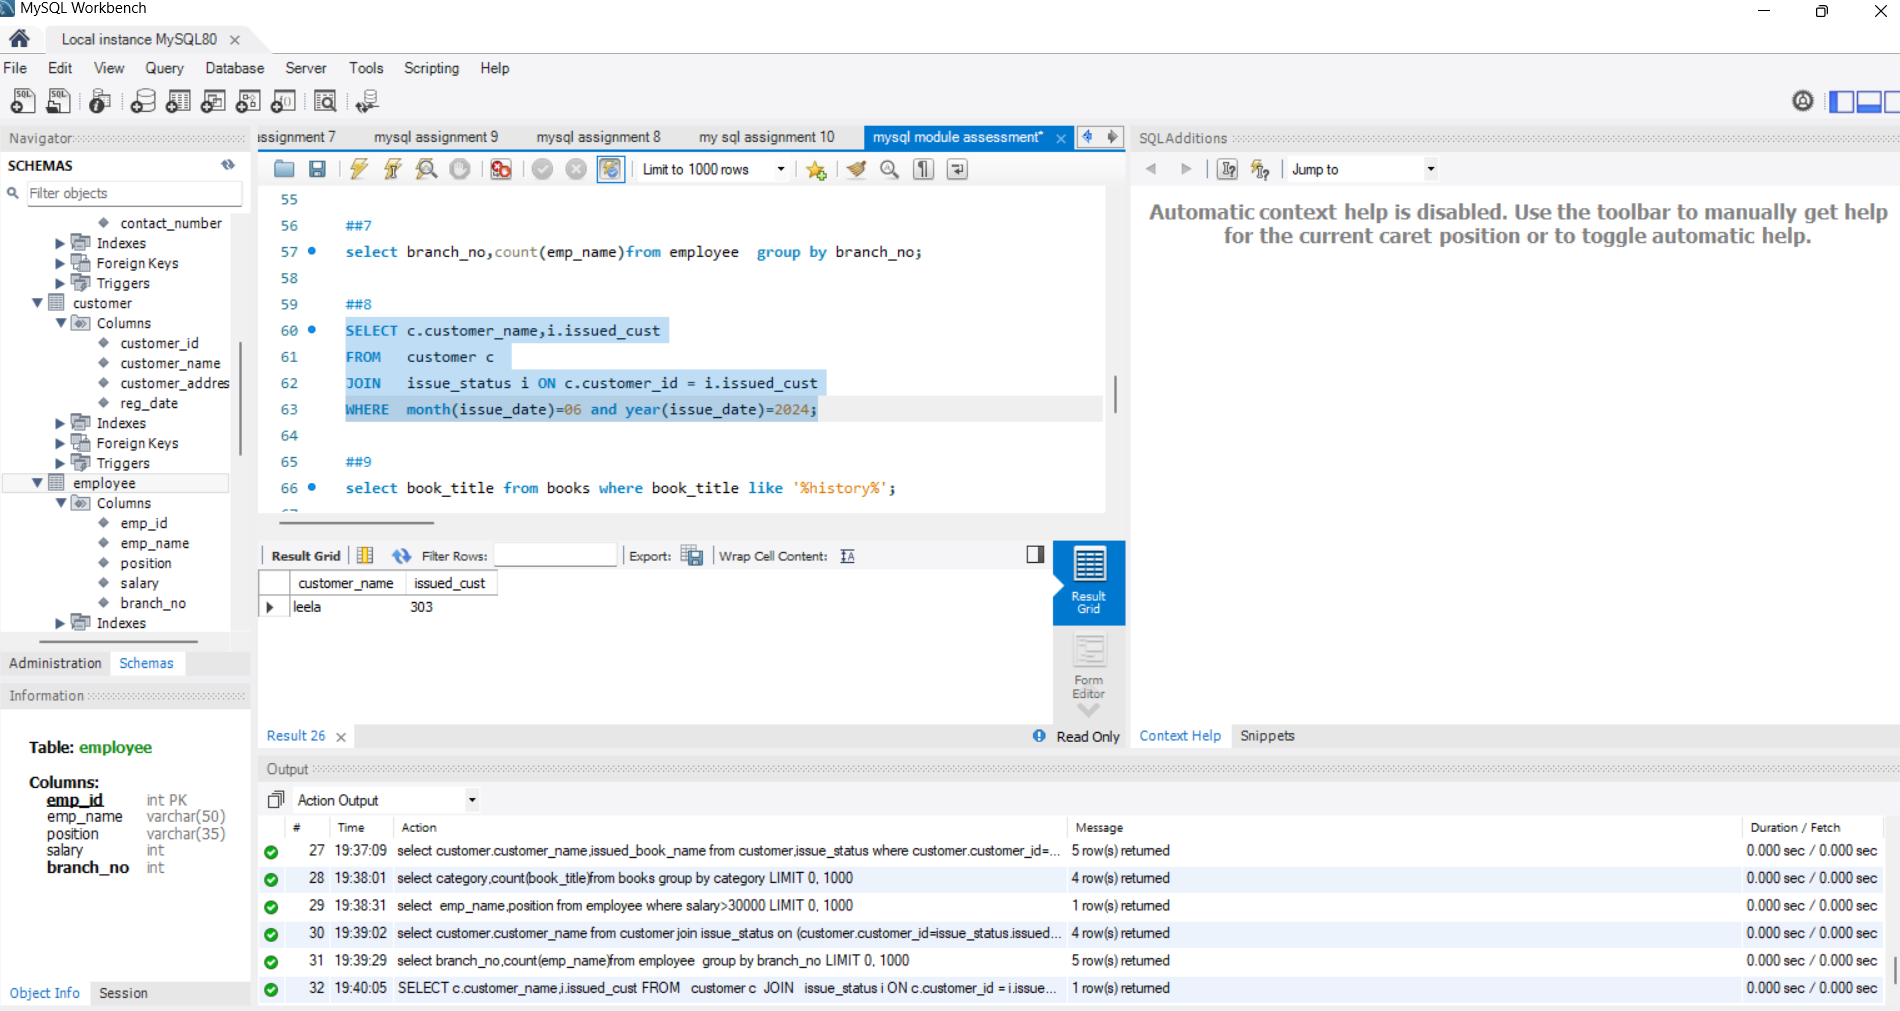 MySQL Workbench
Local instance MySQL80
File Edit View Query Database Server Tools Scripting Help
Navigator
SCHEMAS
Filter objects
contact_number
Indexes
Foreign Keys
Triggers
customer
Columns
customer_id
customer_name
customer_addres
reg_date
Indexes
Foreign Keys
Triggers
employee
Columns
emp_id
emp_name
position
salary
branch_no
Indexes
Administration Schemas
Information
Table: employee
Columns:
emp_id int PK
emp_name varchar(50)
position varchar(35)
salary int
branch_no int
Object Info Session
assignment 7 mysql assignment 9 mysql assignment 8 my sql assignment 10 mysql module assessment*
Limit to 1000 rows
55
56 ##7
57 select branch_no,count(emp_name)from employee  group by branch_no;
58
59 ##8
60 SELECT c.customer_name,i.issued_cust
61 FROM   customer c
62 JOIN   issue_status i ON c.customer_id = i.issued_cust
63 WHERE  month(issue_date)=06 and year(issue_date)=2024;
64
65 ##9
66 select book_title from books where book_title like '%history%';
Result Grid Filter Rows: Export: Wrap Cell Content:
customer_name issued_cust
leela 303
Result Grid
Form Editor
Result 26
Read Only
SQLAdditions
Jump to
Automatic context help is disabled. Use the toolbar to manually get help
for the current caret position or to toggle automatic help.
Context Help Snippets
Output
Action Output
# Time Action Message Duration / Fetch
27 19:37:09 select customer.customer_name,issued_book_name from customer,issue_status where customer.customer_id=... 5 row(s) returned 0.000 sec / 0.000 sec
28 19:38:01 select category,count(book_title)from books group by category LIMIT 0, 1000 4 row(s) returned 0.000 sec / 0.000 sec
29 19:38:31 select  emp_name,position from employee where salary>30000 LIMIT 0, 1000 1 row(s) returned 0.000 sec / 0.000 sec
30 19:39:02 select customer.customer_name from customer join issue_status on (customer.customer_id=issue_status.issued... 4 row(s) returned 0.000 sec / 0.000 sec
31 19:39:29 select branch_no,count(emp_name)from employee  group by branch_no LIMIT 0, 1000 5 row(s) returned 0.000 sec / 0.000 sec
32 19:40:05 SELECT c.customer_name,i.issued_cust FROM   customer c  JOIN   issue_status i ON c.customer_id = i.issue... 1 row(s) returned 0.000 sec / 0.000 sec